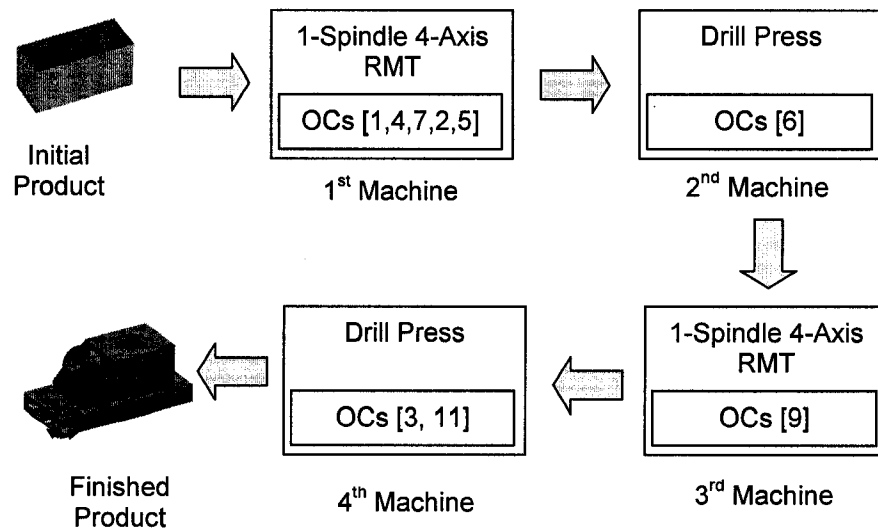 Initial
Product
1-Spindle 4-Axis
RMT
OCs [1,4,7,2,5]
1st Machine
Drill Press
OCs [6]
2nd Machine
1-Spindle 4-Axis
RMT
OCs [9]
3rd Machine
Drill Press
OCs [3, 11]
4th Machine
Finished
Product